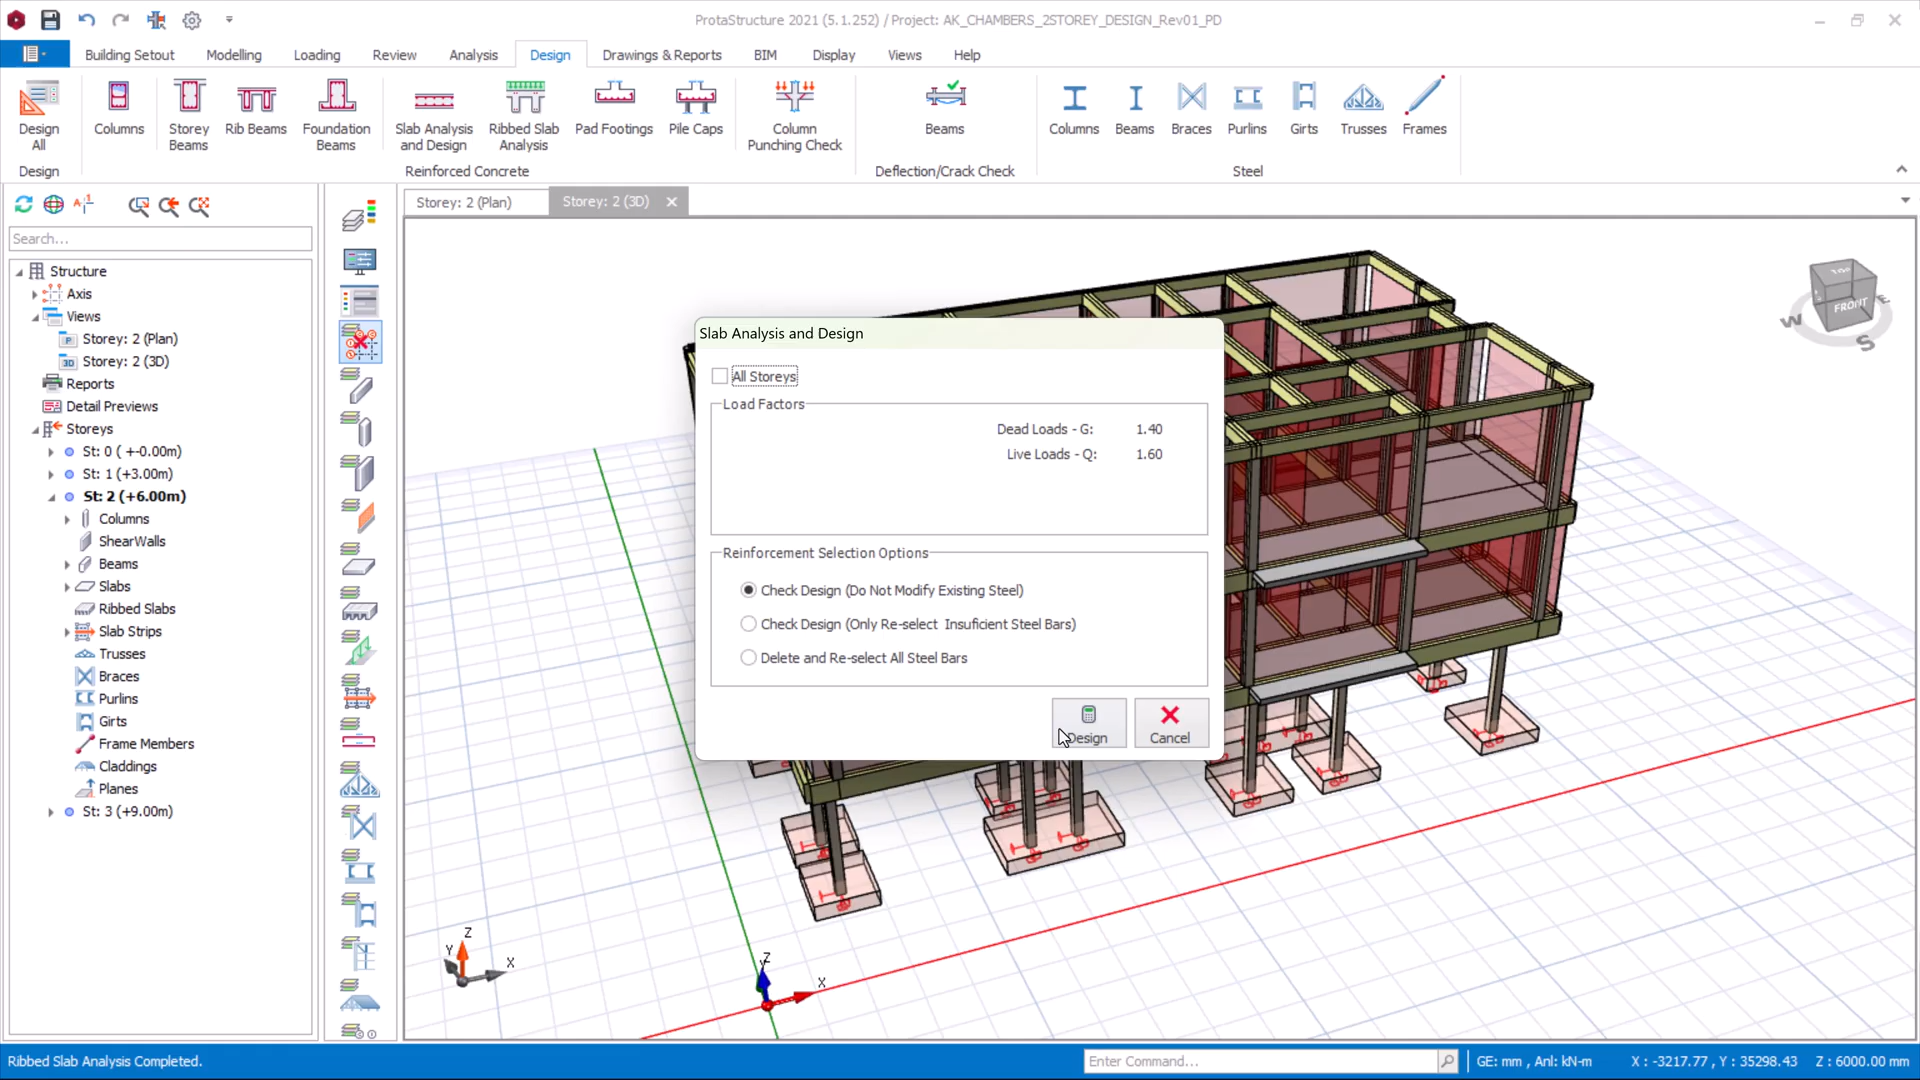 ProtaStructure 2021 (5.1.252) / Project: AK_CHAMBERS_2STOREY_DESIGN_Rev01_PD
Building Setout Modelling Loading Review Analysis Design Drawings & Reports BIM Display Views Help
Design All
Columns
Storey Beams
Rib Beams
Foundation Beams
Slab Analysis and Design
Ribbed Slab Analysis
Pad Footings
Pile Caps
Column Punching Check
Beams
Columns
Beams
Braces
Purlins
Girts
Trusses
Frames
Design Reinforced Concrete Deflection/Crack Check Steel
Storey: 2 (Plan)
Storey: 2 (3D)
Search...
Structure
Axis
Views
Storey: 2 (Plan)
Storey: 2 (3D)
Reports
Detail Previews
Storeys
St: 0 ( +-0.00m)
St: 1 (+3.00m)
St: 2 (+6.00m)
Columns
ShearWalls
Beams
Slabs
Ribbed Slabs
Slab Strips
Trusses
Braces
Purlins
Girts
Frame Members
Claddings
Planes
St: 3 (+9.00m)
Slab Analysis and Design
All Storeys
Load Factors
Dead Loads - G: 1.40
Live Loads - Q: 1.60
Reinforcement Selection Options
Check Design (Do Not Modify Existing Steel)
Check Design (Only Re-select Insuficient Steel Bars)
Delete and Re-select All Steel Bars
Design
Cancel
TOP
FRONT
W
S
E
Z
Y
X
Z
X
Ribbed Slab Analysis Completed.
Enter Command...
GE: mm , Anl: kN-m
X : -3217.77 , Y : 35298.43
Z : 6000.00 mm